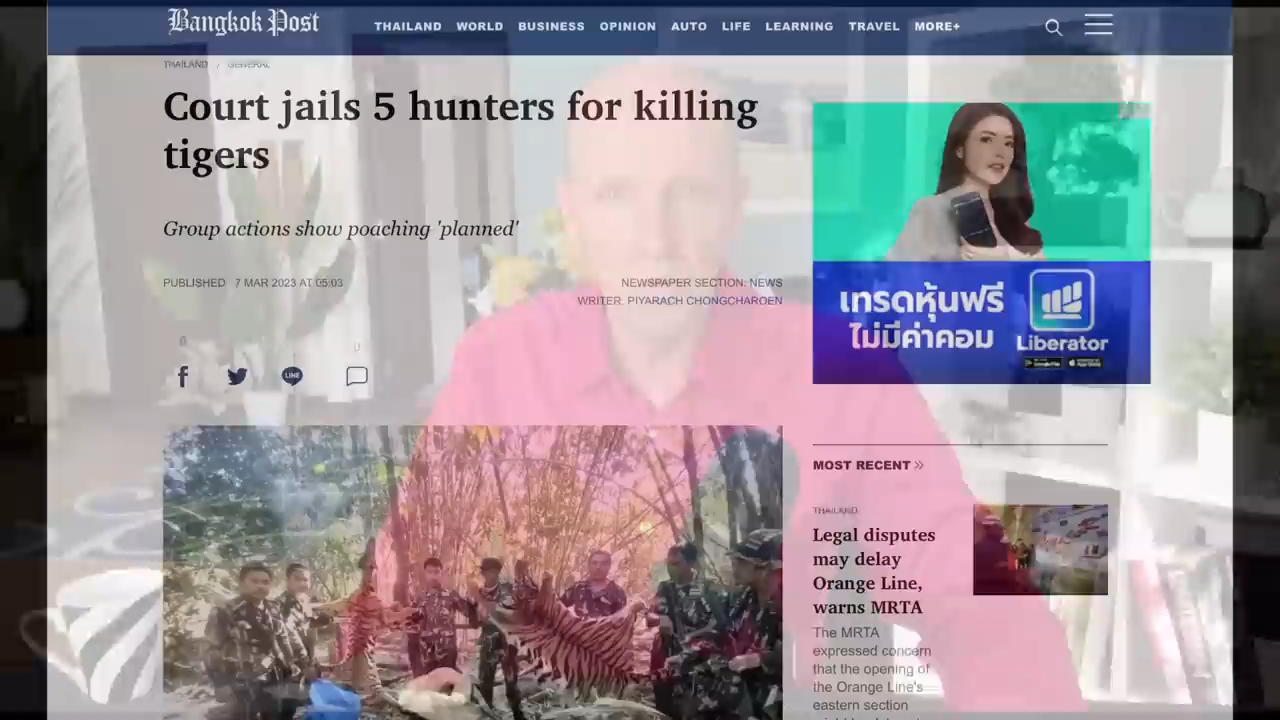 Bangkok Post
THAILAND WORLD BUSINESS OPINION AUTO LIFE LEARNING TRAVEL MORE+
THAILAND / GENERAL
Court jails 5 hunters for killing
tigers
Group actions show poaching 'planned'
PUBLISHED 7 MAR 2023 AT 05:03
NEWSPAPER SECTION: NEWS
WRITER: PIYARACH CHONGCHAROEN
0
0
LINE
เทรดหุ้นฟรี
ไม่มีค่าคอม
Liberator
MOST RECENT
THAILAND
Legal disputes
may delay
Orange Line,
warns MRTA
The MRTA
expressed concern
that the opening of
the Orange Line's
eastern section